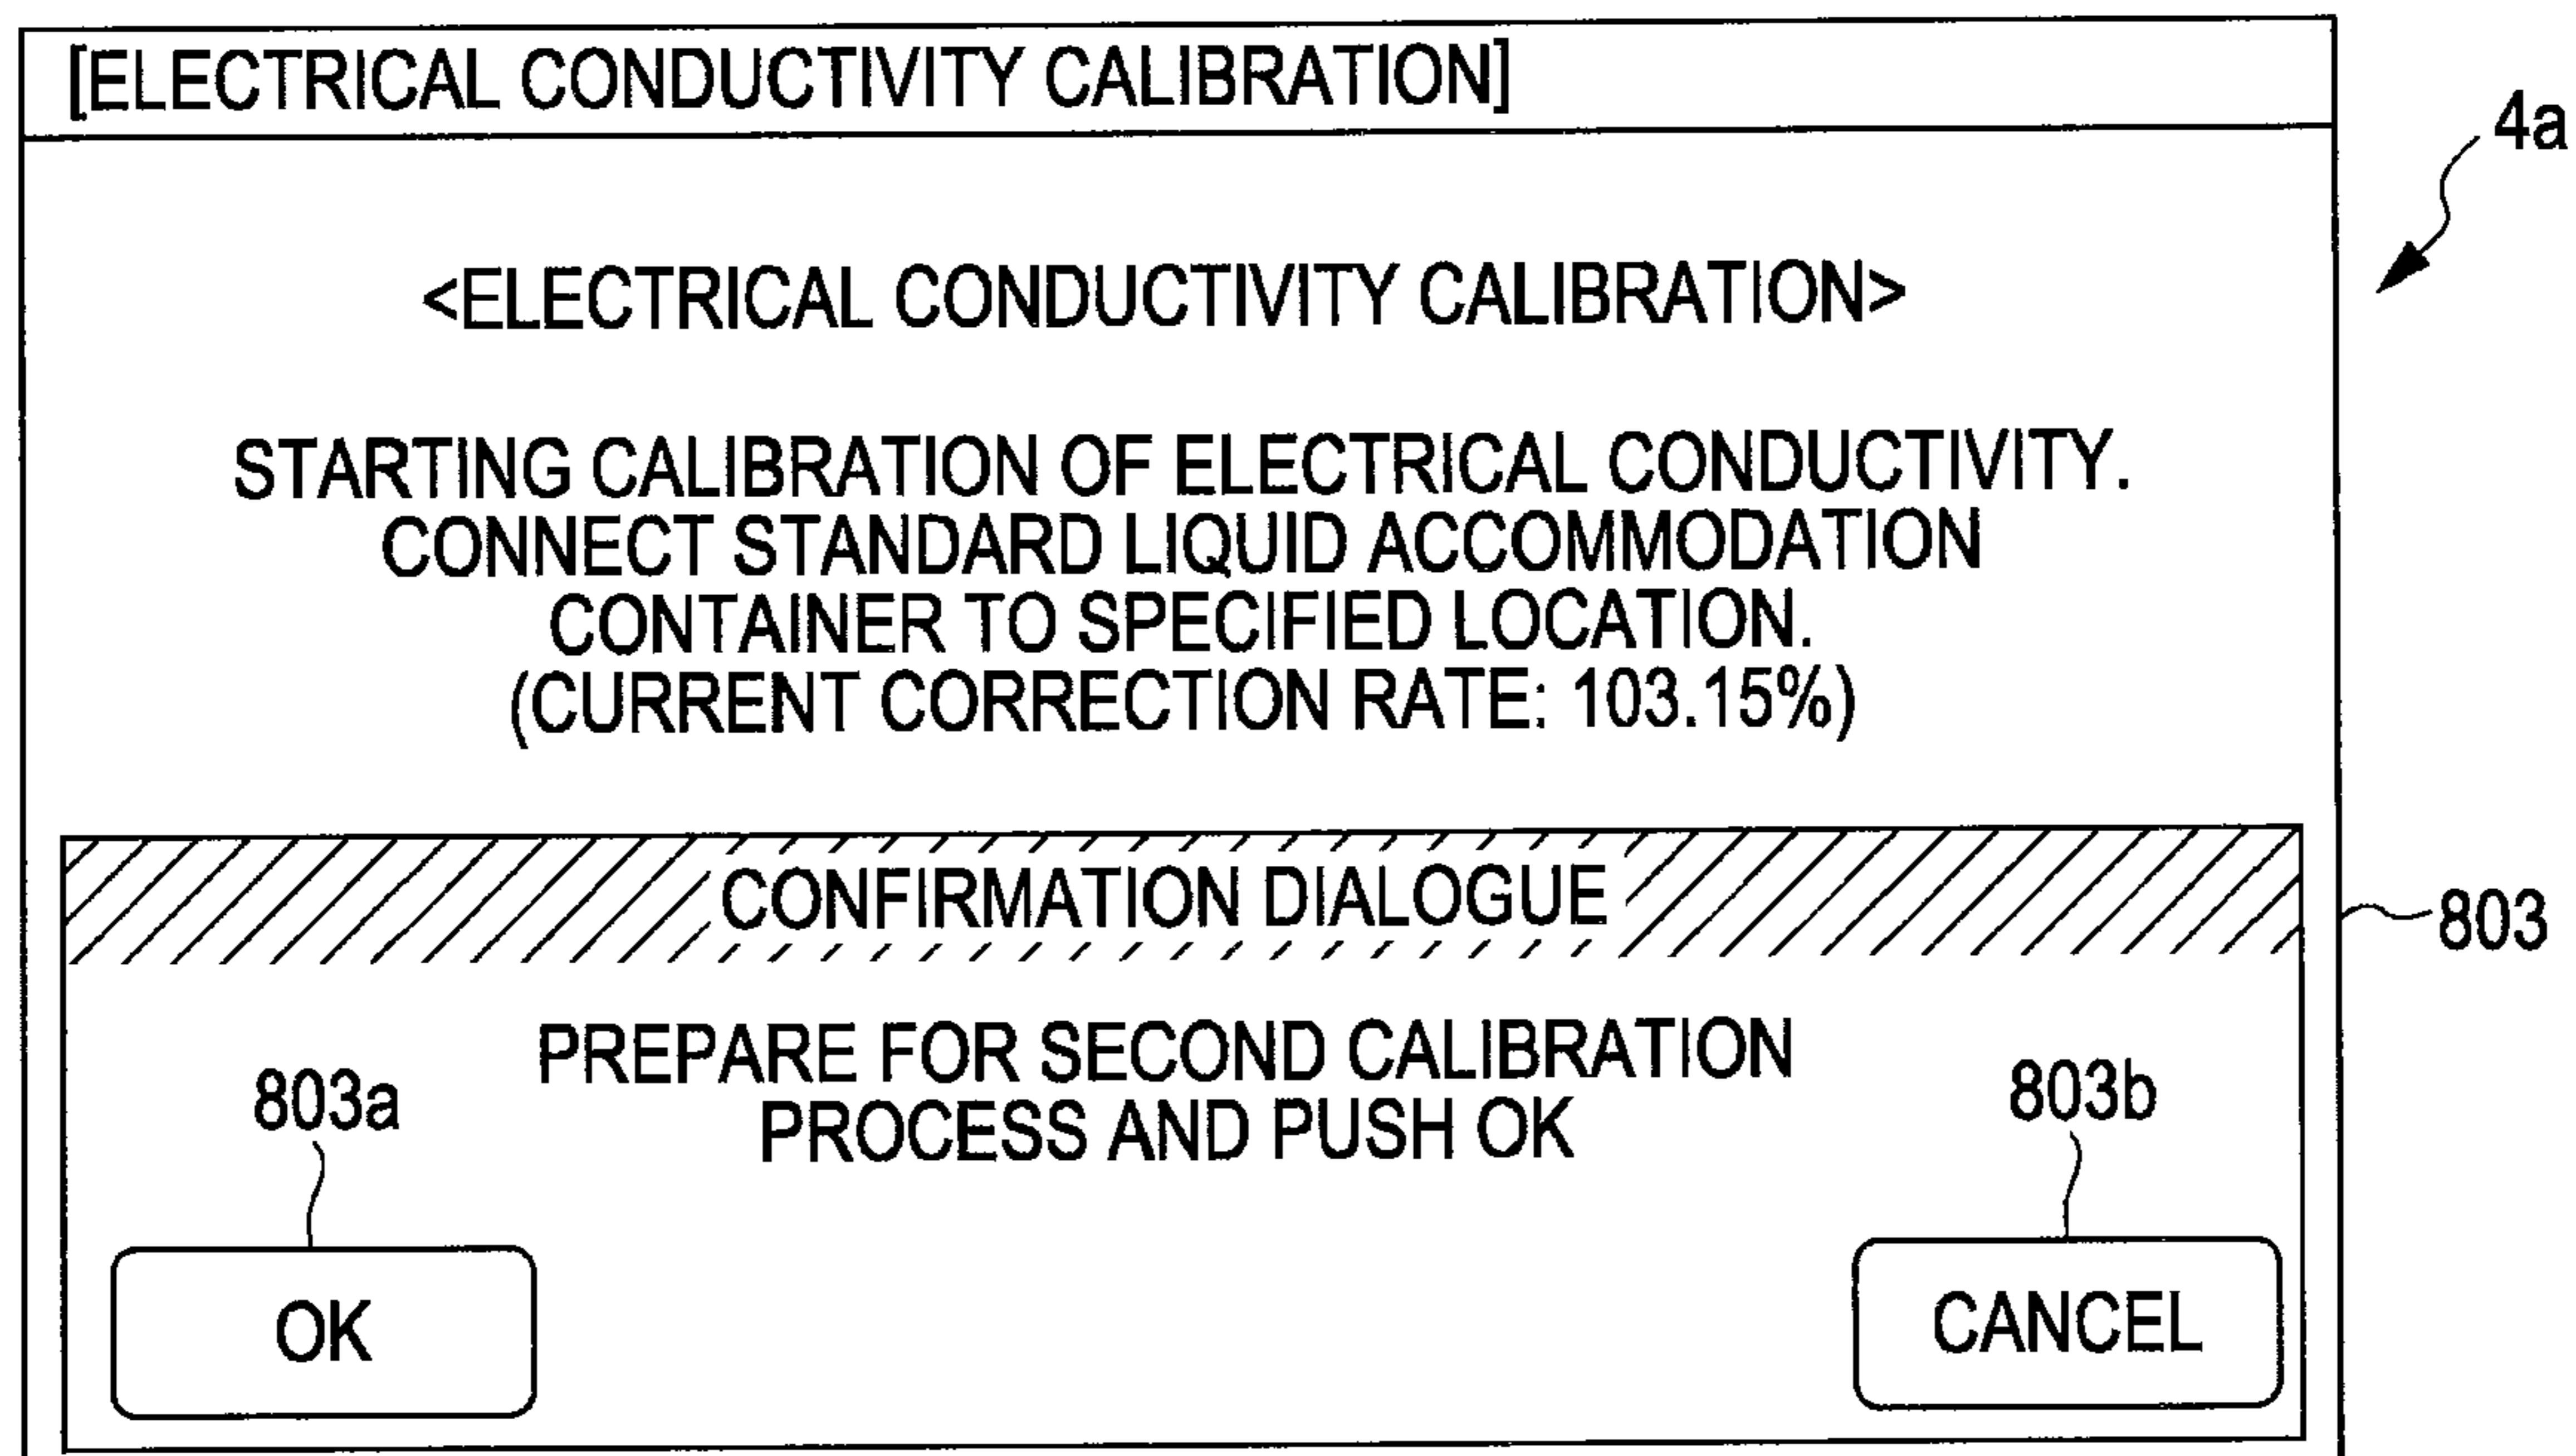 [ELECTRICAL CONDUCTIVITY CALIBRATION]
4a
<ELECTRICAL CONDUCTIVITY CALIBRATION>
STARTING CALIBRATION OF ELECTRICAL CONDUCTIVITY.
CONNECT STANDARD LIQUID ACCOMMODATION
CONTAINER TO SPECIFIED LOCATION.
(CURRENT CORRECTION RATE: 103.15%)
CONFIRMATION DIALOGUE
803
PREPARE FOR SECOND CALIBRATION
PROCESS AND PUSH OK
803a
803b
OK
CANCEL